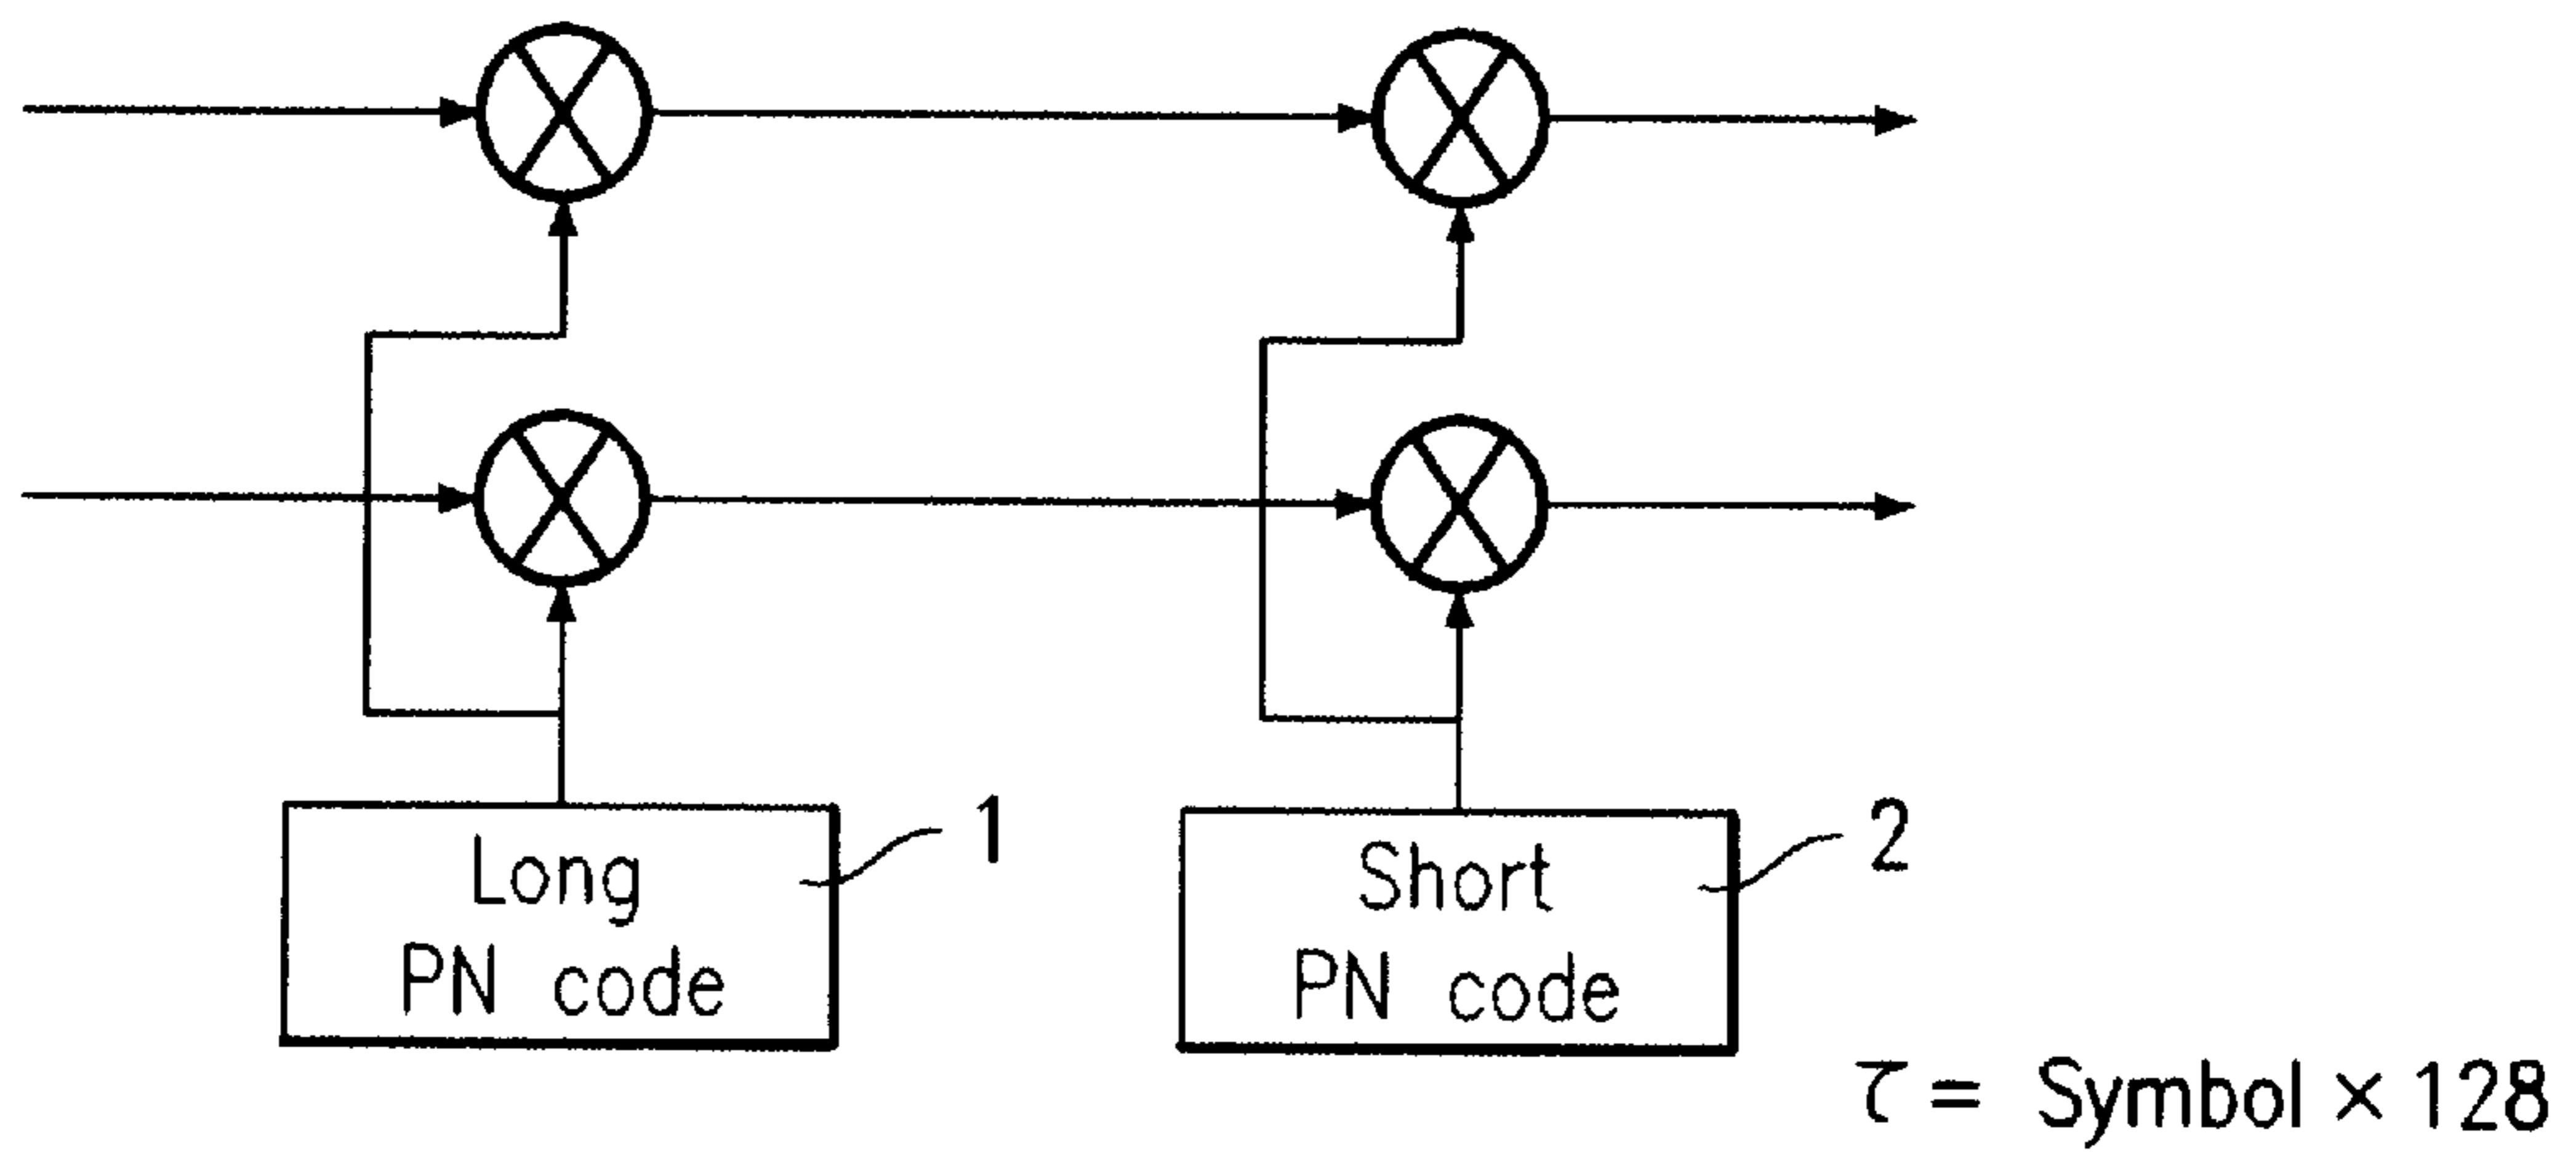 1
Long
PN code
2
Short
PN code
τ = Symbol × 128